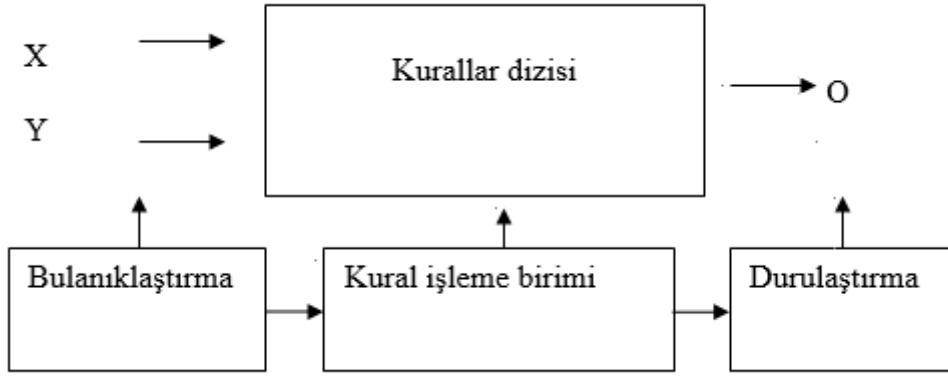 X
Kurallar dizisi
O
Y
Bulanıklaştırma
Kural işleme birimi
Durulaştırma